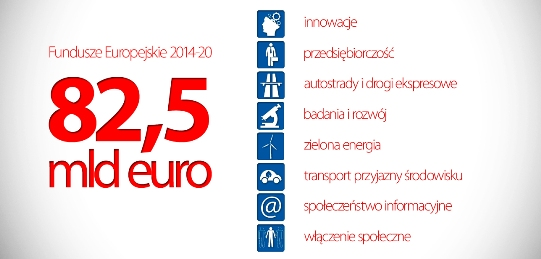 Fundusze Europejskie 2014-20
82,5
mld euro
innowacje
przedsiębiorczość
autostrady i drogi ekspresowe
badania i rozwój
zielona energia
transport przyjazny środowisku
@
społeczeństwo informacyjne
włączenie społeczne